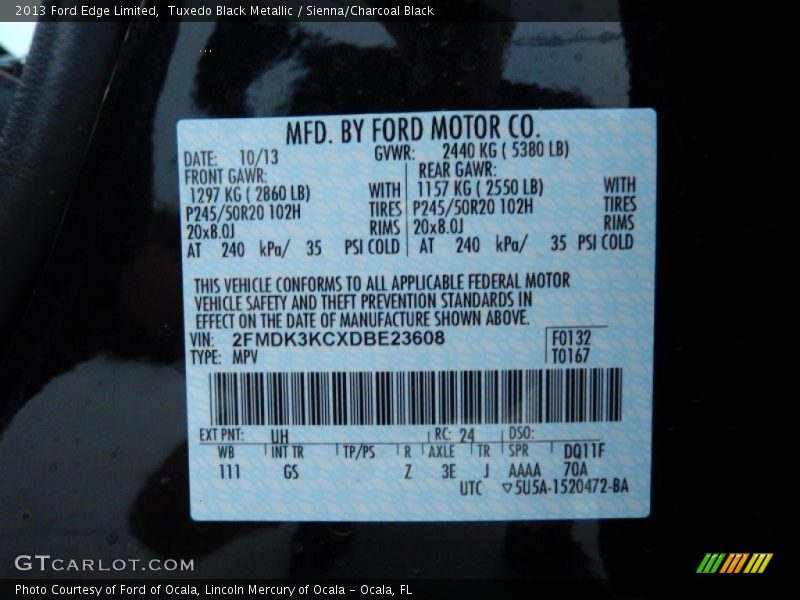 2013 Ford Edge Limited,  Tuxedo Black Metallic / Sienna/Charcoal Black
MFD. BY FORD MOTOR CO.
DATE: 10/13 GVWR: 2440 KG ( 5380 LB)
FRONT GAWR: REAR GAWR:
1297 KG ( 2860 LB) WITH 1157 KG ( 2550 LB) WITH
P245/50R20 102H TIRES P245/50R20 102H TIRES
20x8.0J RIMS 20x8.0J RIMS
AT 240 kPa/ 35 PSI COLD AT 240 kPa/ 35 PSI COLD
THIS VEHICLE CONFORMS TO ALL APPLICABLE FEDERAL MOTOR
VEHICLE SAFETY AND THEFT PREVENTION STANDARDS IN
EFFECT ON THE DATE OF MANUFACTURE SHOWN ABOVE.
VIN: 2FMDK3KCXDBE23608 F0132
TYPE: MPV T0167
EXT PNT: UH RC: 24 DSO:
WB INT TR TP/PS R AXLE TR SPR DQ11F
111 GS Z 3E J AAAA 70A
UTC ▽5U5A-1520472-BA
GTCARLOT.COM
Photo Courtesy of Ford of Ocala, Lincoln Mercury of Ocala – Ocala, FL